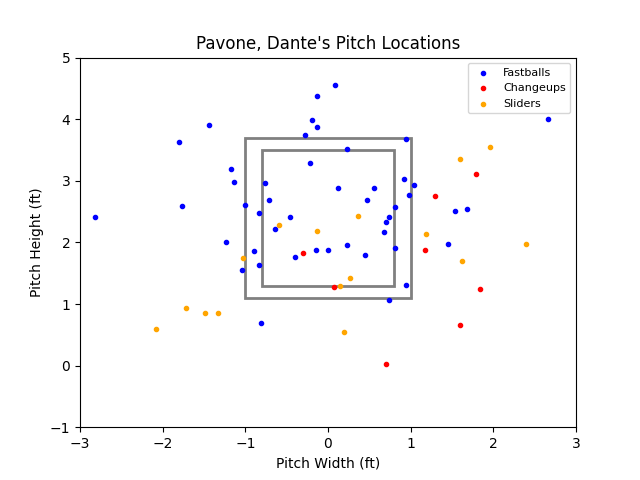 Pavone, Dante's Pitch Locations
Fastballs
Changeups
Sliders
5
4
3
2
1
0
−1
−3
−2
−1
0
1
2
3
Pitch Height (ft)
Pitch Width (ft)